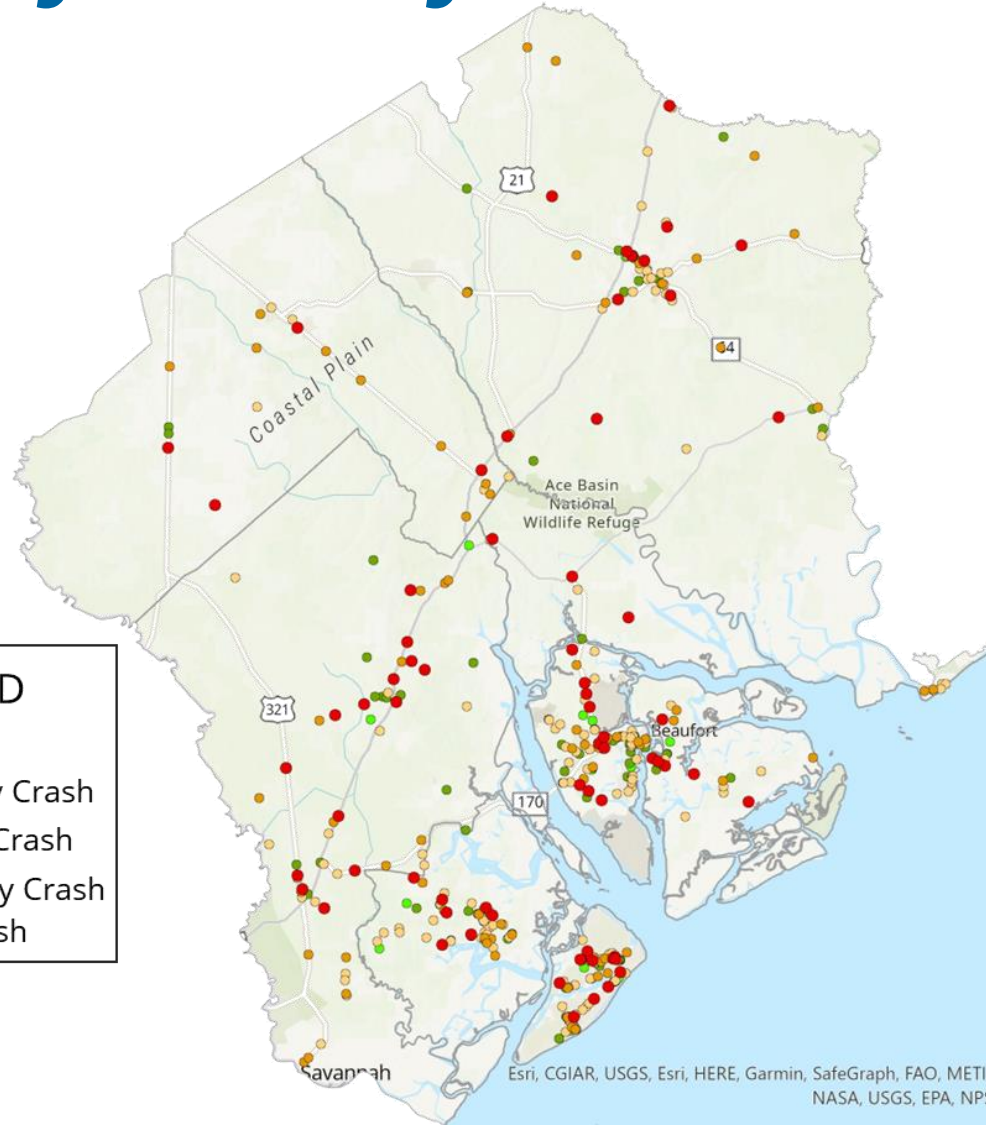 21
64
Coastal Plain
Ace Basin
National
Wildlife Refuge
D
321
Beaufort
y Crash
170
Crash
y Crash
sh
Savannah
Esri, CGIAR, USGS, Esri, HERE, Garmin, SafeGraph, FAO, METI
NASA, USGS, EPA, NPS